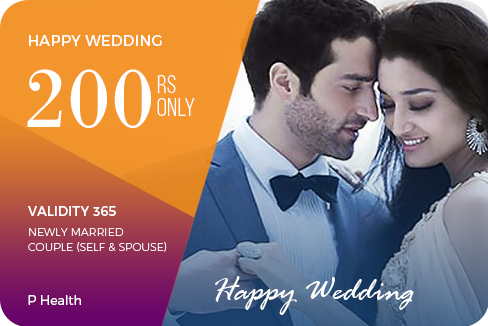 HAPPY WEDDING
200 RS
ONLY
VALIDITY 365
NEWLY MARRIED
COUPLE (SELF & SPOUSE)
P Health
Happy Wedding